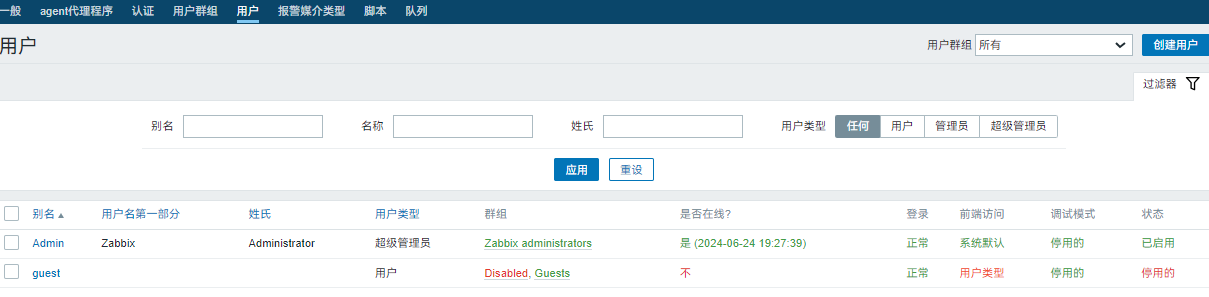 一般 agent代理程序 认证 用户群组 用户 报警媒介类型 脚本 队列
用户 用户群组 所有 创建用户
过滤器
别名 名称 姓氏 用户类型 任何 用户 管理员 超级管理员
应用 重设
别名 用户名第一部分 姓氏 用户类型 群组 是否在线? 登录 前端访问 调试模式 状态
Admin Zabbix Administrator 超级管理员 Zabbix administrators 是 (2024-06-24 19:27:39) 正常 系统默认 停用的 已启用
guest 用户 Disabled, Guests 不 正常 用户类型 停用的 停用的